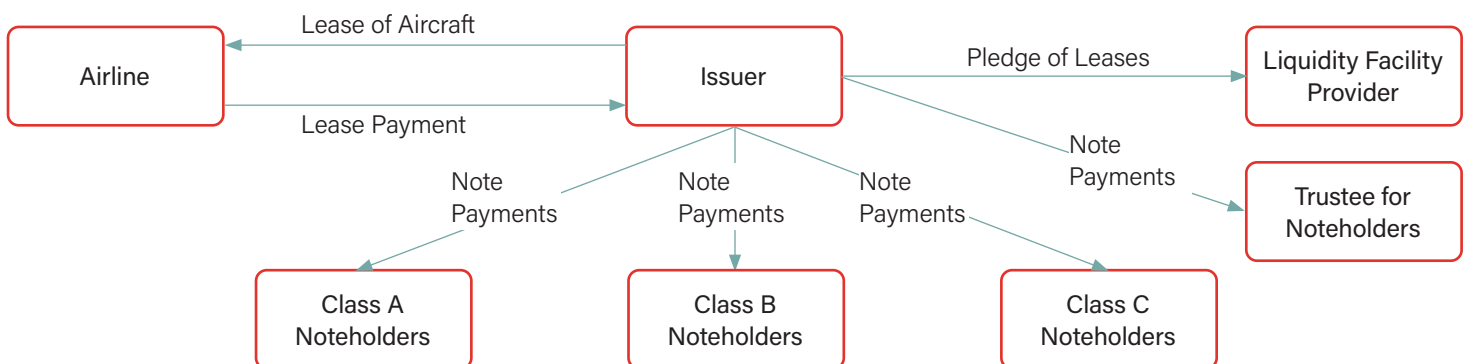 Lease of Aircraft
Airline
Lease Payment
Issuer
Pledge of Leases
Liquidity Facility
Provider
Note
Payments
Trustee for
Noteholders
Note
Payments
Note
Payments
Note
Payments
Class A
Noteholders
Class B
Noteholders
Class C
Noteholders